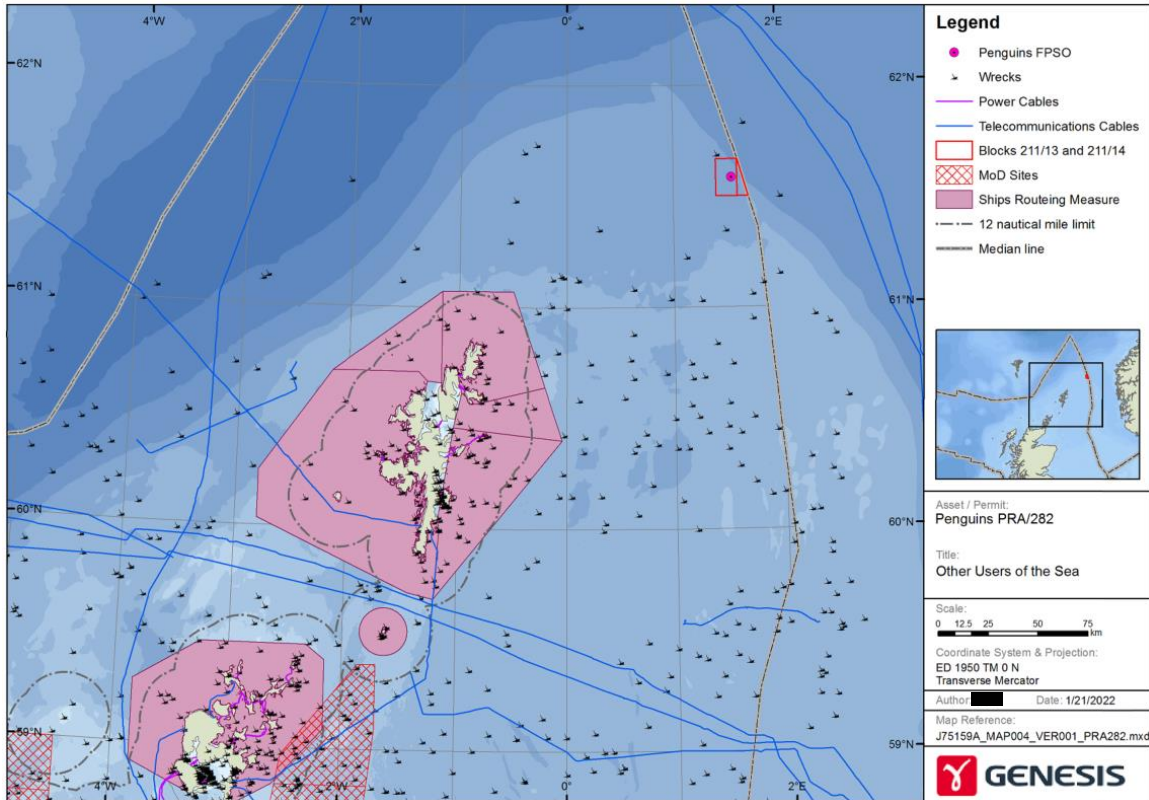 4°W
2°W
0°
2°E
62°N
62°N
61°N
61°N
60°N
60°N
59°N
59°N
4°W
2°W
0°
2°E
Legend
Penguins FPSO
Wrecks
Power Cables
Telecommunications Cables
Blocks 211/13 and 211/14
MoD Sites
Ships Routeing Measure
12 nautical mile limit
Median line
Asset / Permit:
Penguins PRA/282
Title:
Other Users of the Sea
Scale:
0 12.5 25 50 75
km
Coordinate System & Projection:
ED 1950 TM 0 N
Transverse Mercator
Author Date: 1/21/2022
Map Reference:
J75159A_MAP004_VER001_PRA282.mxd
GENESIS